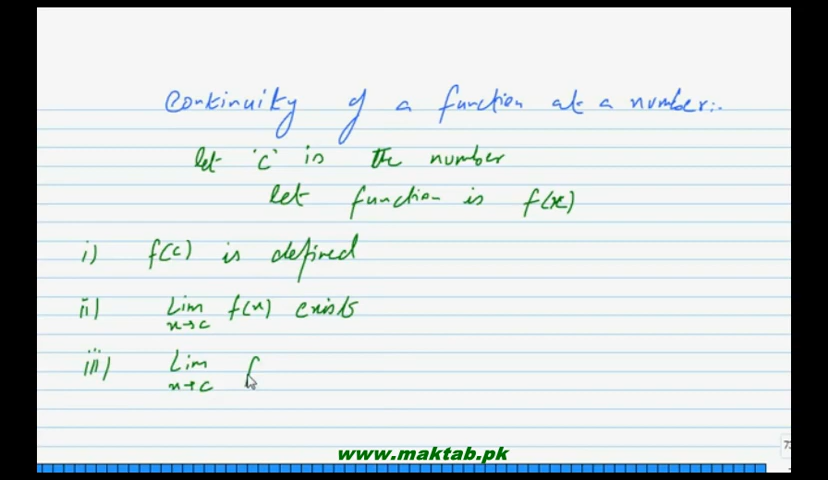 Continuity of a function at a number:.
let 'c' is the number
let function is f(x)
i) f(c) is defined
ii) Lim x→c f(x) exists
iii) Lim x→c f
www.maktab.pk